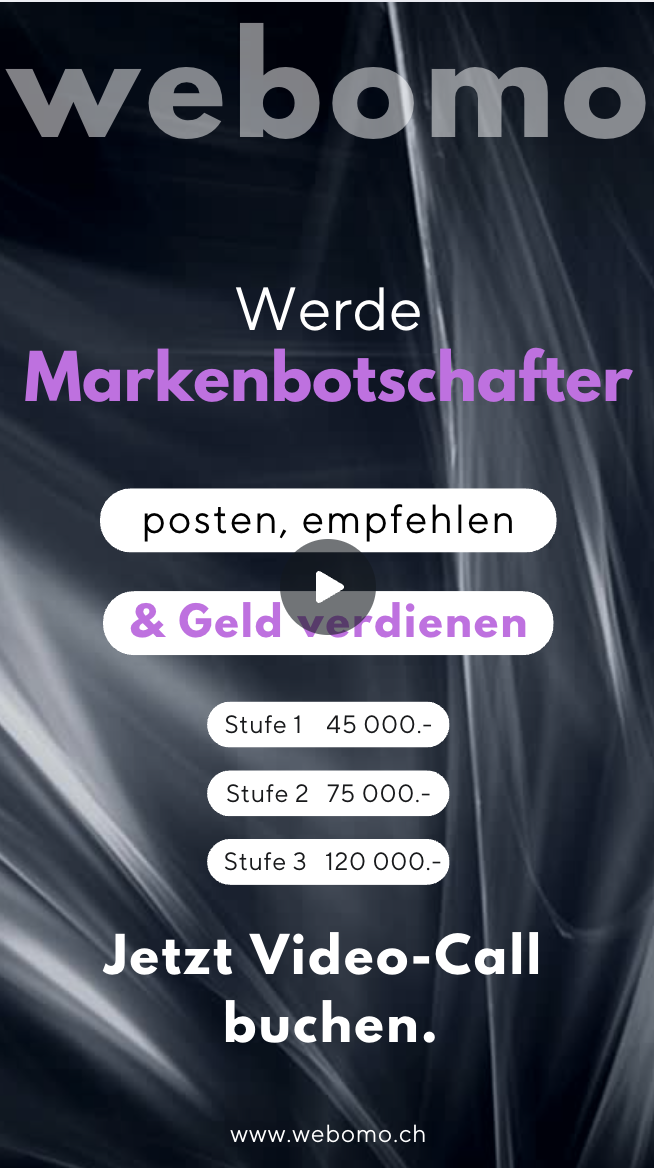 webomo
Werde
Markenbotschafter
posten, empfehlen
& Geld verdienen
Stufe 1 45 000.-
Stufe 2 75 000.-
Stufe 3 120 000.-
Jetzt Video-Call
buchen.
www.webomo.ch